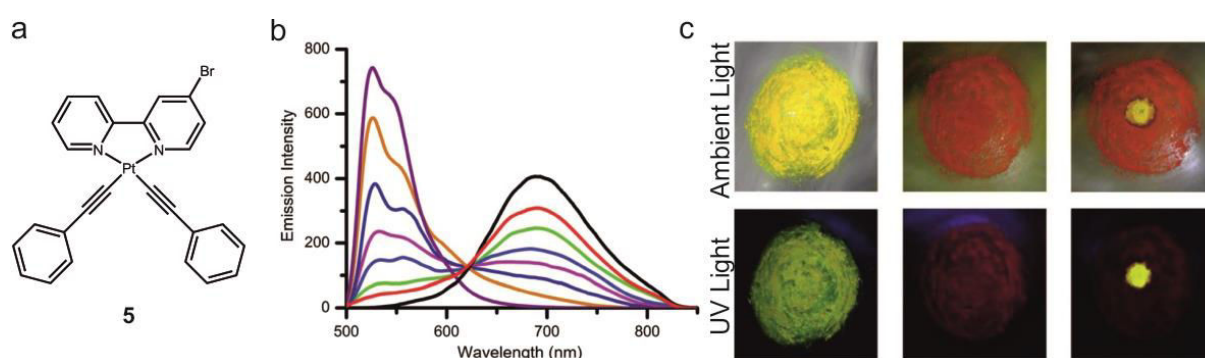 a
Br
N
N
Pt
5
b
Emission Intensity
800
600
400
200
0
500
600
700
800
Wavelength (nm)
c
Ambient Light
UV Light